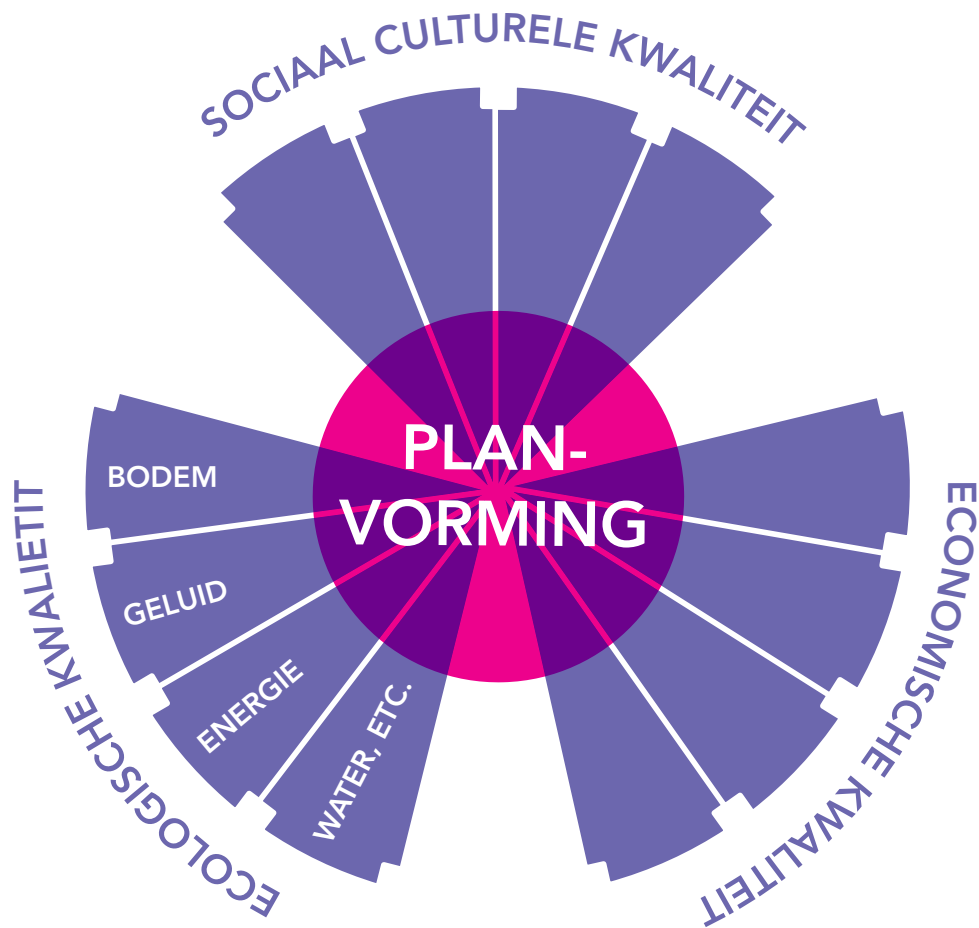 SOCIAAL CULTURELE KWALITEIT
PLAN-
VORMING
BODEM
GELUID
ENERGIE
WATER, ETC.
ECOLOGISCHE KWALIETIT
ECONOMISCHE KWALITEIT